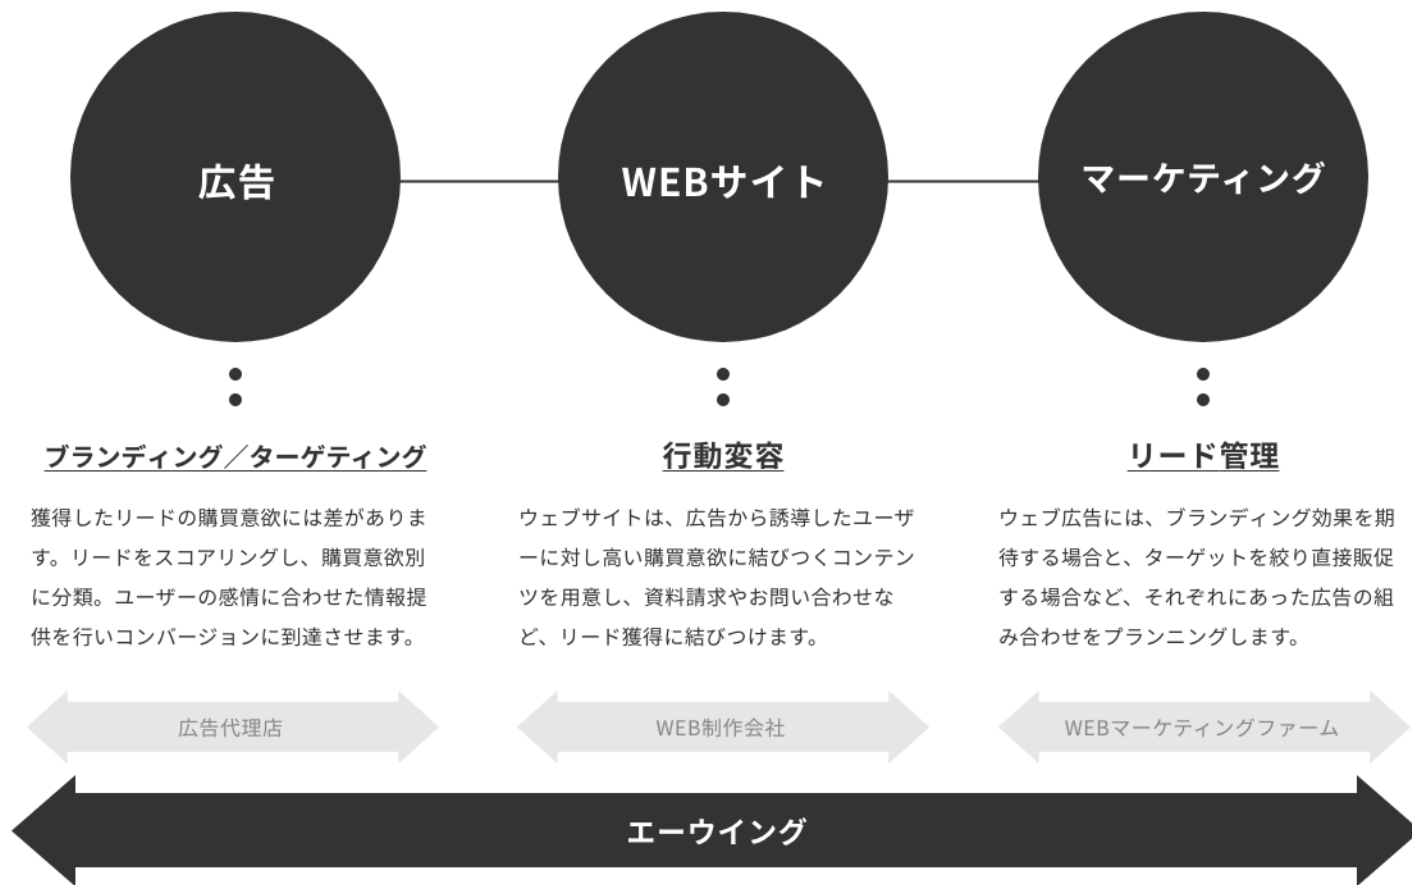 広告
WEBサイト
マーケティング
ブランディング／ターゲティング
獲得したリードの購買意欲には差がありま
す。リードをスコアリングし、購買意欲別
に分類。ユーザーの感情に合わせた情報提
供を行いコンバージョンに到達させます。
行動変容
ウェブサイトは、広告から誘導したユーザ
ーに対し高い購買意欲に結びつくコンテン
ツを用意し、資料請求やお問い合わせな
ど、リード獲得に結びつけます。
リード管理
ウェブ広告には、ブランディング効果を期
待する場合と、ターゲットを絞り直接販促
する場合など、それぞれにあった広告の組
み合わせをプランニングします。
広告代理店
WEB制作会社
WEBマーケティングファーム
エーウイング